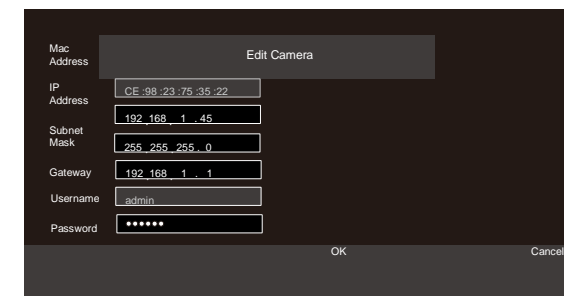 Edit Camera
Mac
Address
CE :98 :23 :75 :35 :22
IP
Address
192 . 168 . 1 . 45
Subnet
Mask
255 . 255 . 255 . 0
Gateway
192 . 168 . 1 . 1
Username
admin
Password
••••••
OK
Cancel